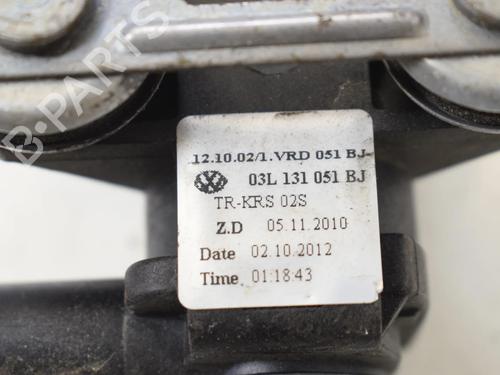 B-PARTS
12.10.02/1.VRD 051 BJ-
03L 131 051 BJ
TR-KRS 02S
Z.D 05.11.2010
Date 02.10.2012
Time 01:18:43